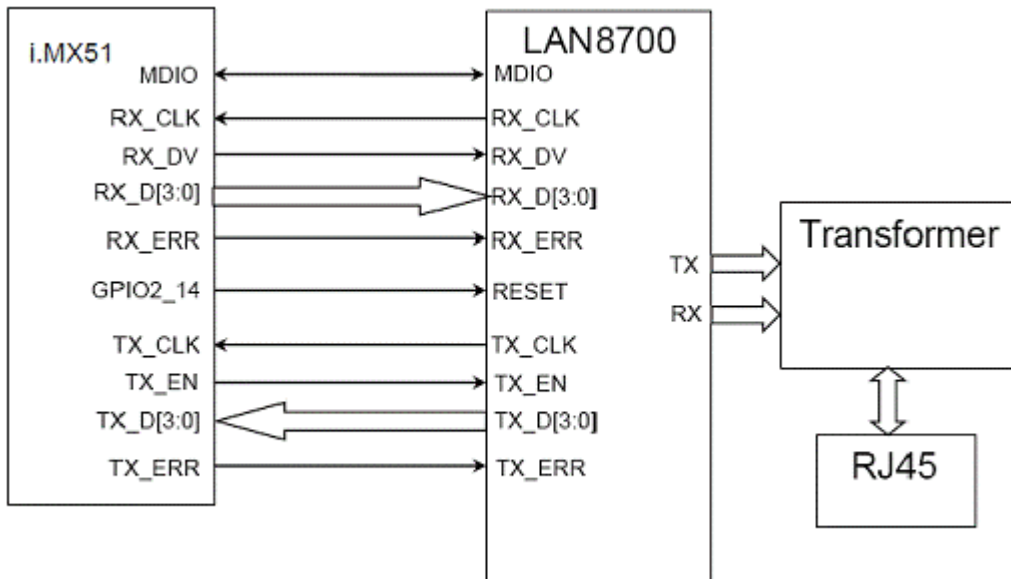 i.MX51
MDIO
RX_CLK
RX_DV
RX_D[3:0]
RX_ERR
GPIO2_14
TX_CLK
TX_EN
TX_D[3:0]
TX_ERR
LAN8700
MDIO
RX_CLK
RX_DV
RX_D[3:0]
RX_ERR
RESET
TX_CLK
TX_EN
TX_D[3:0]
TX_ERR
TX
RX
Transformer
RJ45